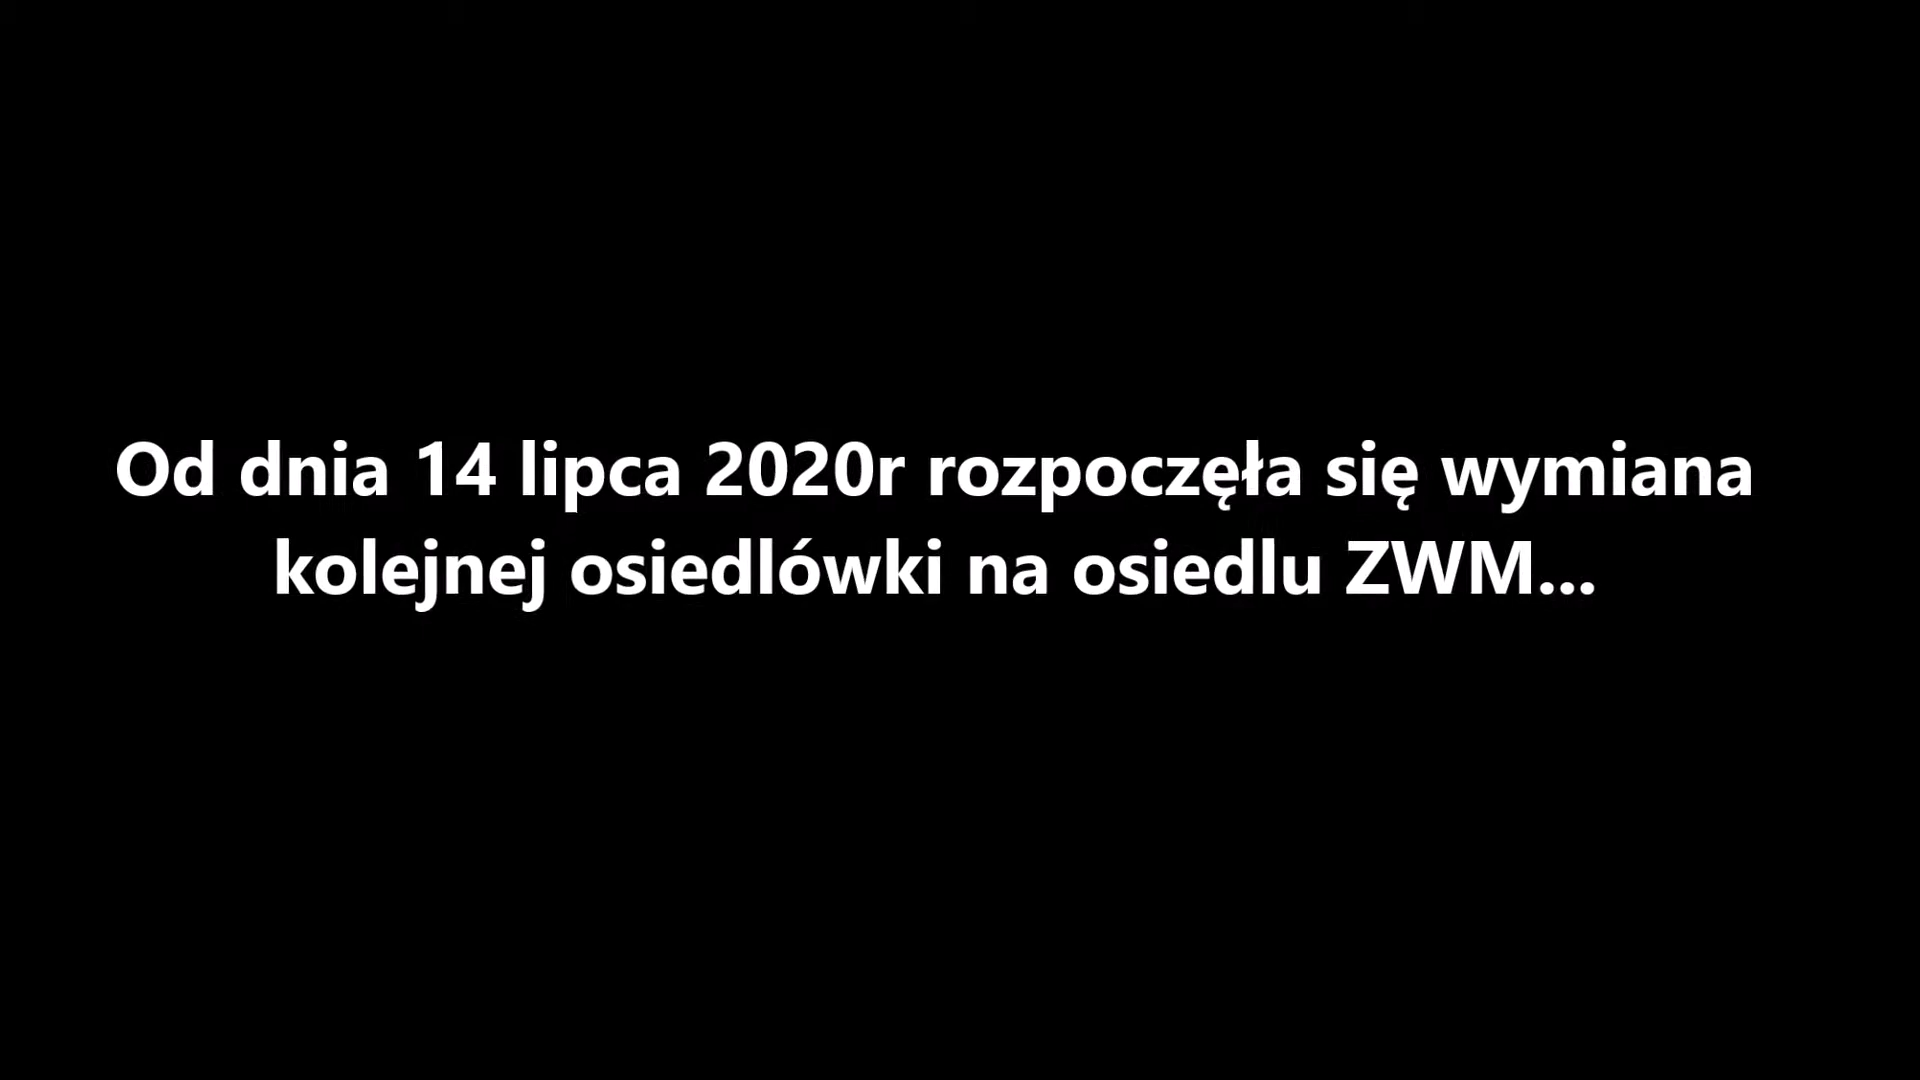 Od dnia 14 lipca 2020r rozpoczęła się wymiana
kolejnej osiedlówki na osiedlu ZWM...